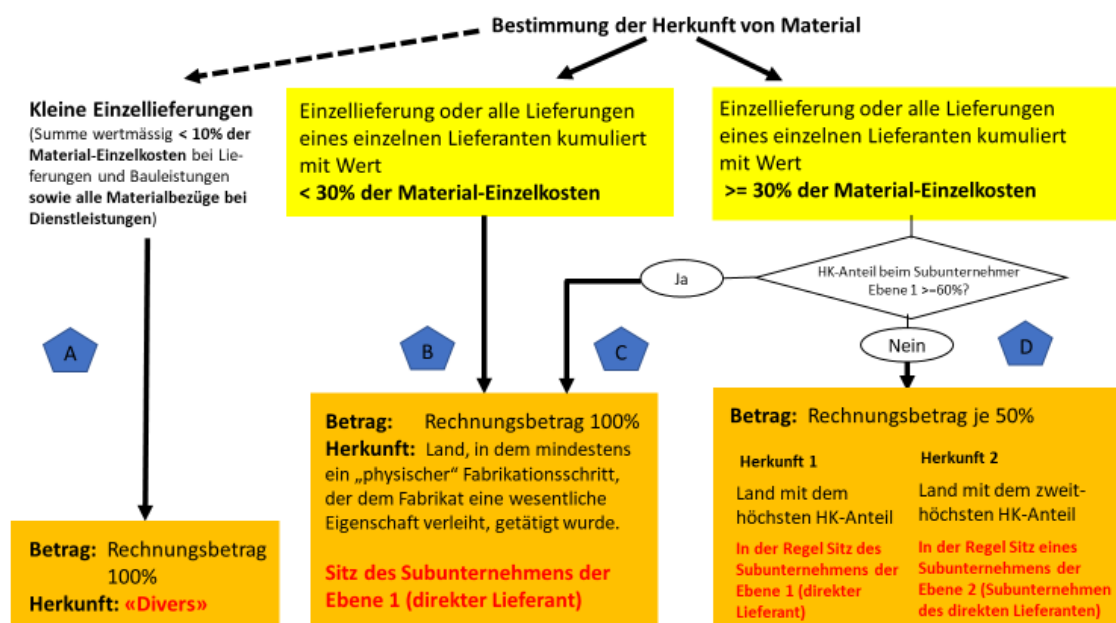 Bestimmung der Herkunft von Material
Kleine Einzellieferungen
(Summe wertmässig < 10% der
Material-Einzelkosten bei Lie-
ferungen und Bauleistungen
sowie alle Materialbezüge bei
Dienstleistungen)
Einzellieferung oder alle Lieferungen
eines einzelnen Lieferanten kumuliert
mit Wert
< 30% der Material-Einzelkosten
Einzellieferung oder alle Lieferungen
eines einzelnen Lieferanten kumuliert
mit Wert
>= 30% der Material-Einzelkosten
HK-Anteil beim Subunternehmer
Ebene 1 >=60%?
Ja
Nein
A
B
C
D
Betrag: Rechnungsbetrag
100%
Herkunft: «Divers»
Betrag: Rechnungsbetrag 100%
Herkunft: Land, in dem mindestens
ein „physischer“ Fabrikationsschritt,
der dem Fabrikat eine wesentliche
Eigenschaft verleiht, getätigt wurde.
Sitz des Subunternehmens der
Ebene 1 (direkter Lieferant)
Betrag: Rechnungsbetrag je 50%
Herkunft 1
Land mit dem
höchsten HK-Anteil
In der Regel Sitz des
Subunternehmens der
Ebene 1 (direkter
Lieferant)
Herkunft 2
Land mit dem zweit-
höchsten HK-Anteil
In der Regel Sitz eines
Subunternehmens der
Ebene 2 (Subunternehmen
des direkten Lieferanten)